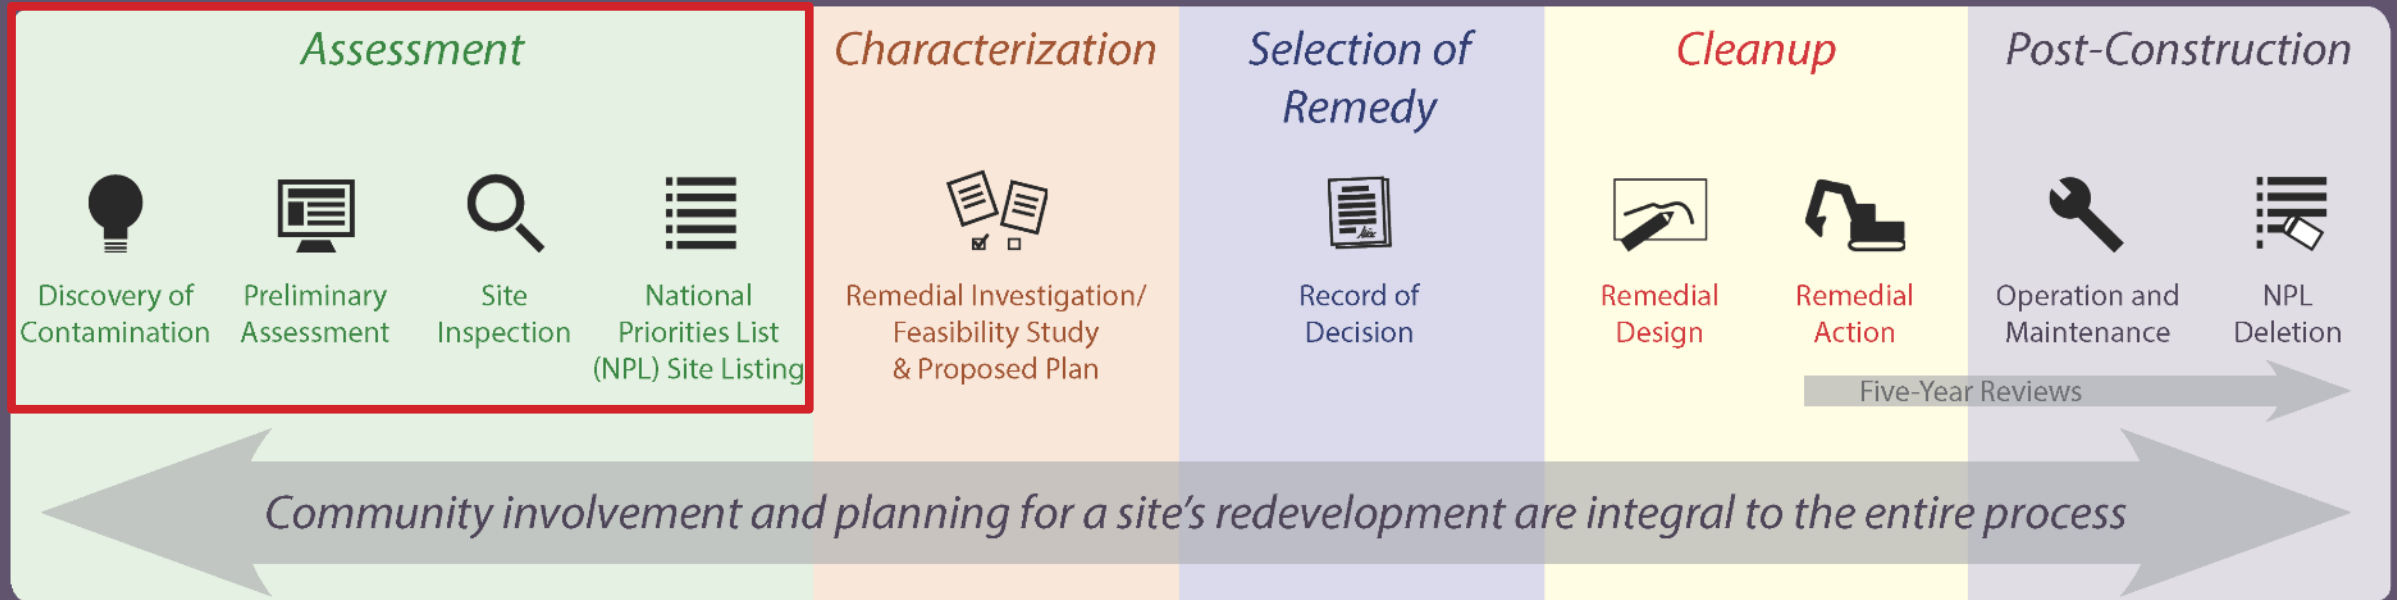 Assessment
Discovery of
Contamination
Preliminary
Assessment
Site
Inspection
National
Priorities List
(NPL) Site Listing
Characterization
Remedial Investigation/
Feasibility Study
& Proposed Plan
Selection of
Remedy
Record of
Decision
Cleanup
Remedial
Design
Remedial
Action
Post-Construction
Operation and
Maintenance
NPL
Deletion
Five-Year Reviews
Community involvement and planning for a site’s redevelopment are integral to the entire process